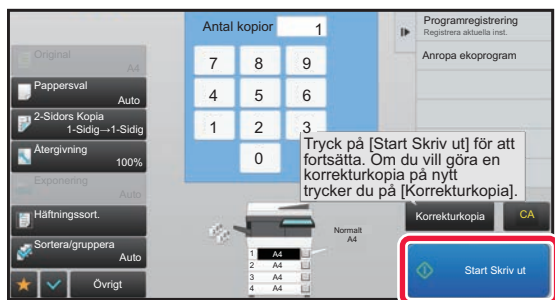 Antal kopior 1
Programregistrering
Registrera aktuella inst.
Anropa ekoprogram
Original
A4
Pappersval
Auto
2-Sidors Kopia
1-Sidig→1-Sidig
Återgivning
100%
Exponering
Auto
Häftningssort.
Sortera/gruppera
Auto
Övrigt
7 8 9
4 5 6
1 2 3
0
Tryck på [Start Skriv ut] för att
fortsätta. Om du vill göra en
korrekturkopia på nytt
trycker du på [Korrekturkopia].
Normalt
A4
1 A4
2 A4
3 A4
4 A4
Korrekturkopia
CA
Start Skriv ut